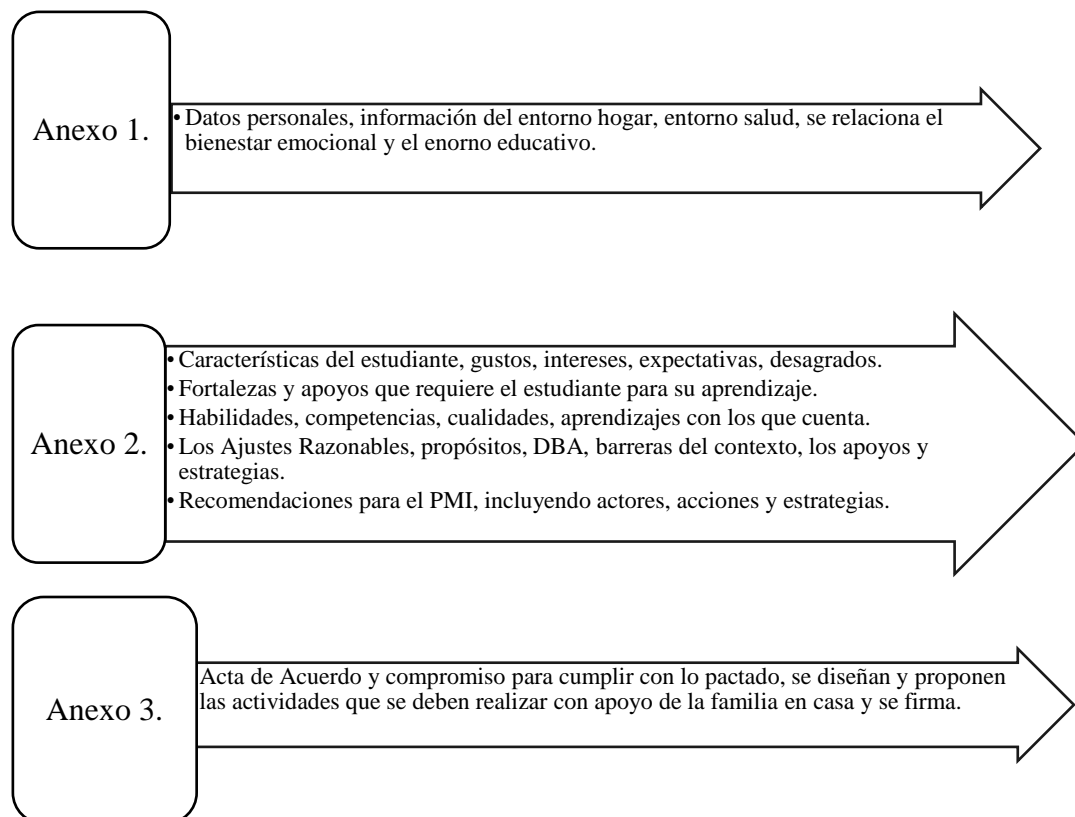 Anexo 1.
• Datos personales, información del entorno hogar, entorno salud, se relaciona el
bienestar emocional y el enorno educativo.
Anexo 2.
• Características del estudiante, gustos, intereses, expectativas, desagrados.
• Fortalezas y apoyos que requiere el estudiante para su aprendizaje.
• Habilidades, competencias, cualidades, aprendizajes con los que cuenta.
• Los Ajustes Razonables, propósitos, DBA, barreras del contexto, los apoyos y
estrategias.
• Recomendaciones para el PMI, incluyendo actores, acciones y estrategias.
Anexo 3.
Acta de Acuerdo y compromiso para cumplir con lo pactado, se diseñan y proponen
las actividades que se deben realizar con apoyo de la familia en casa y se firma.